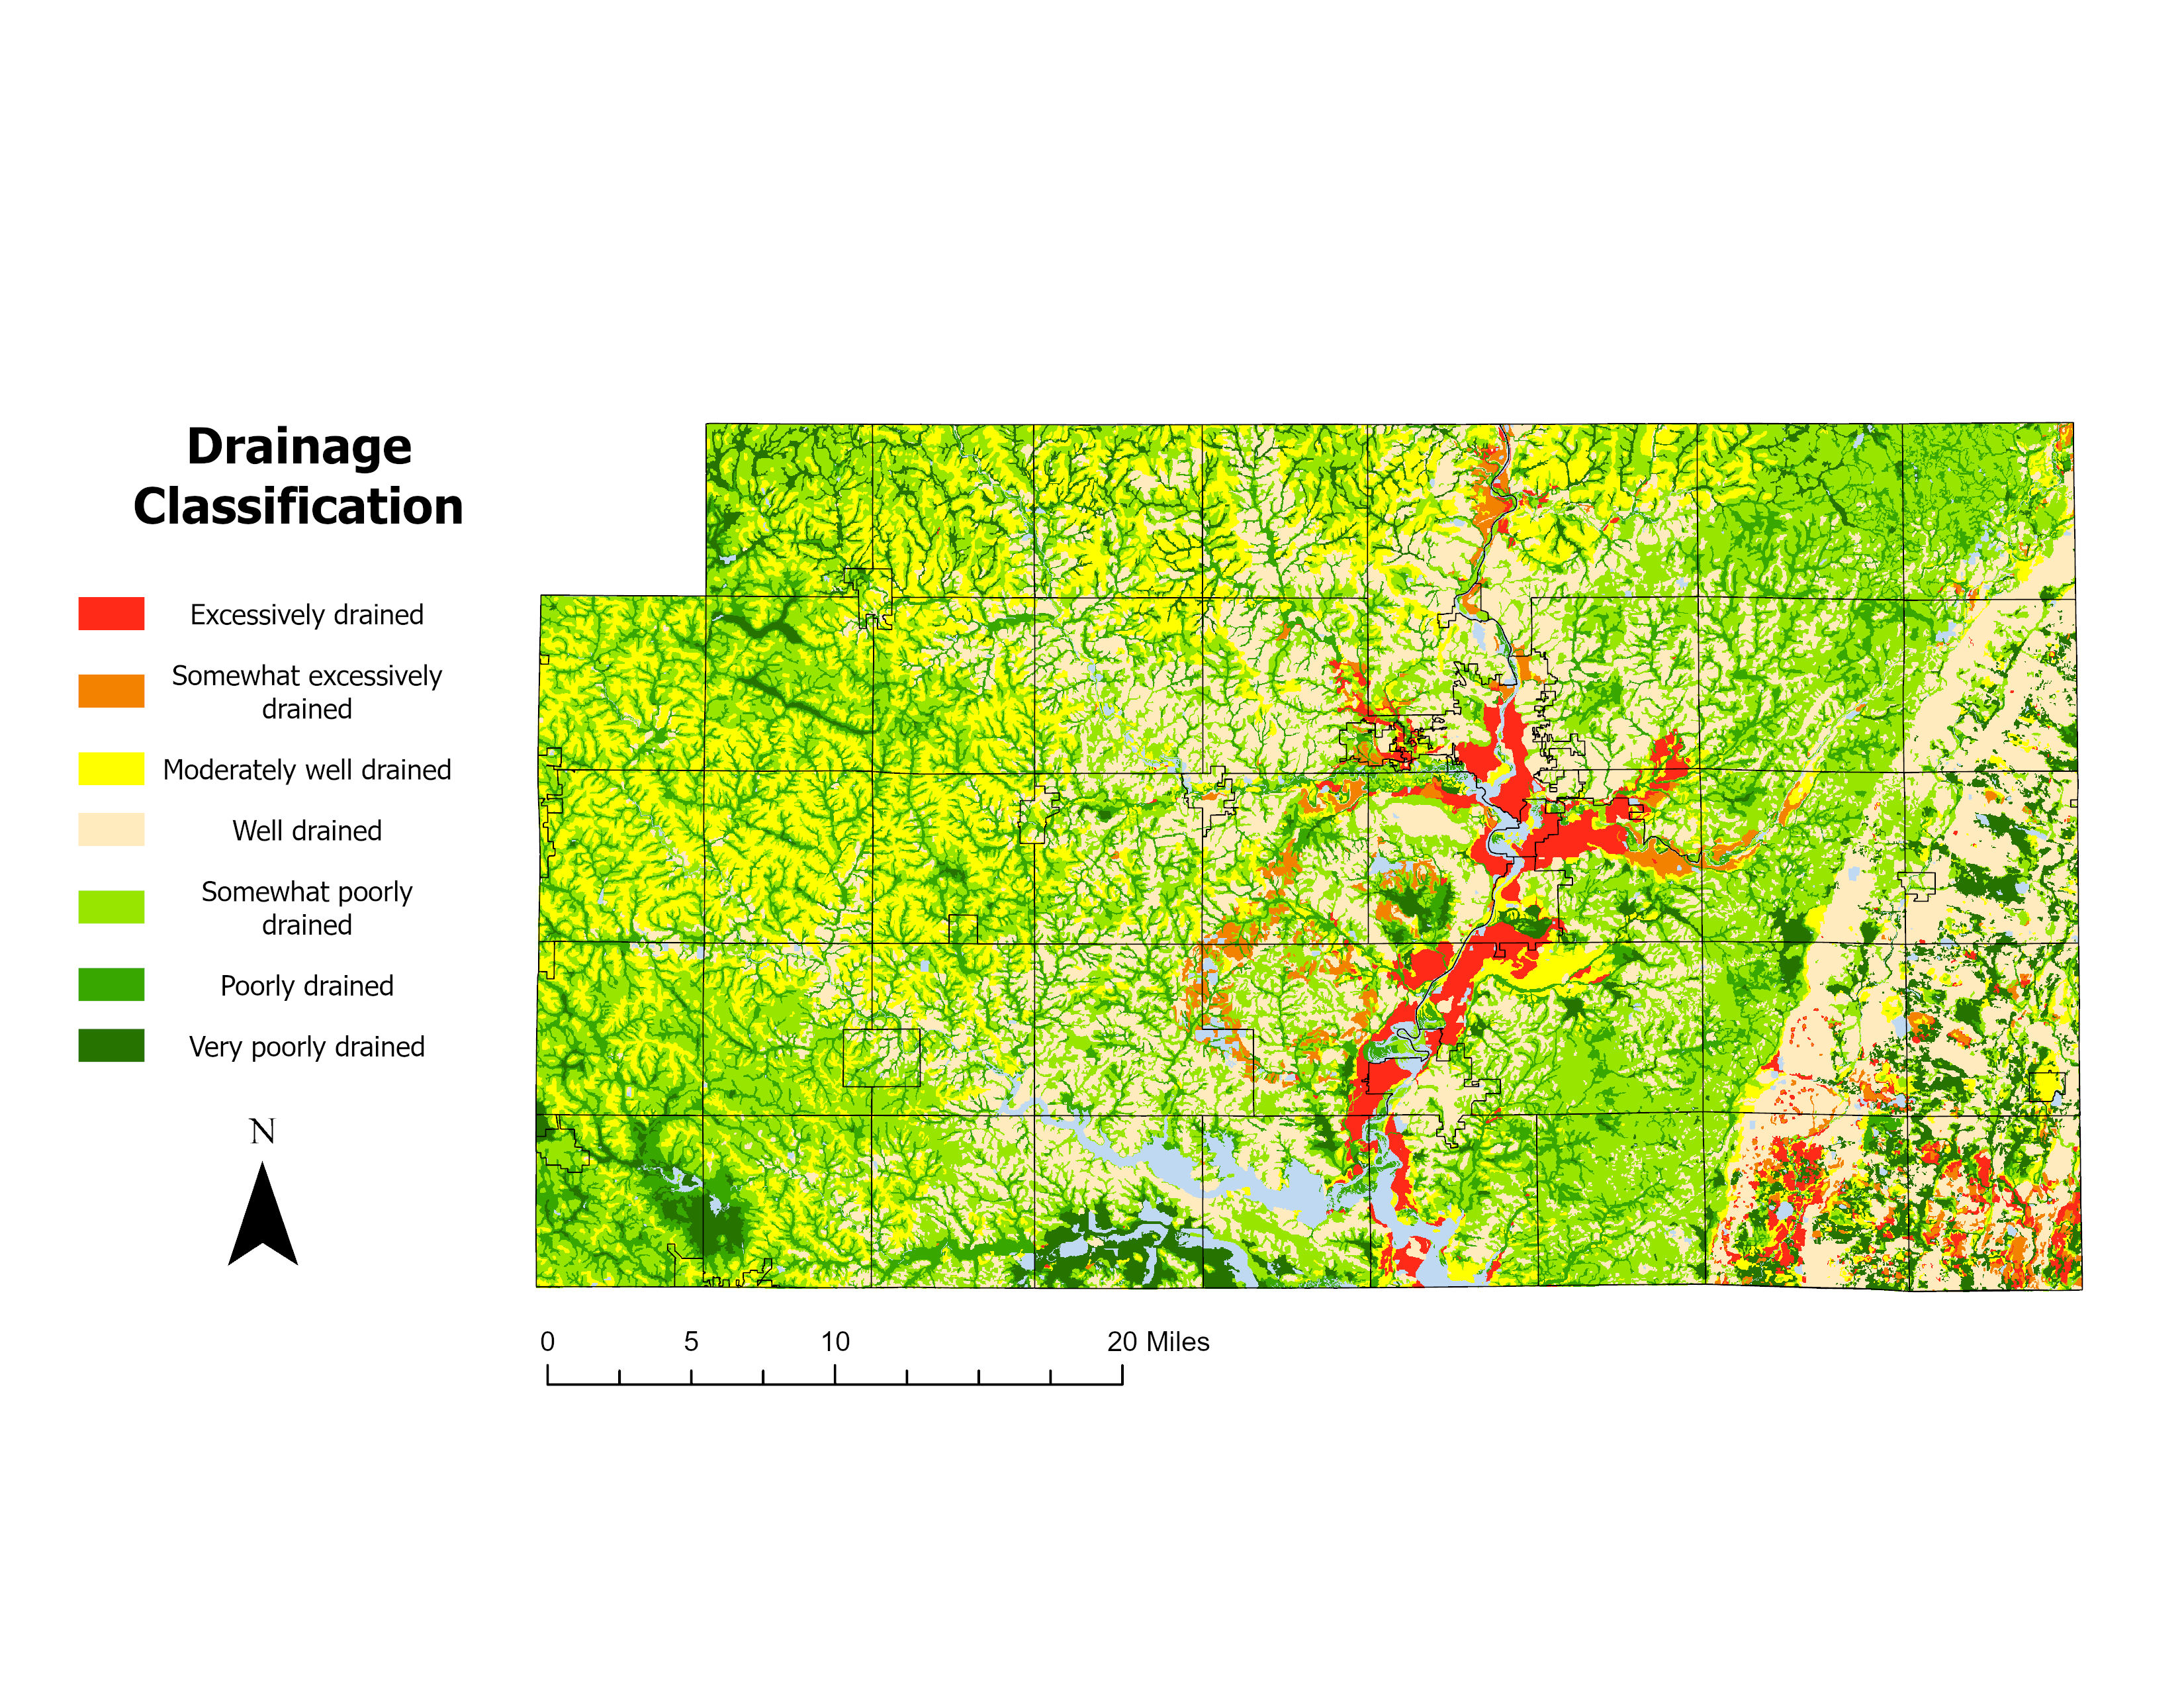 Drainage
Classification
Excessively drained
Somewhat excessively
drained
Moderately well drained
Well drained
Somewhat poorly
drained
Poorly drained
Very poorly drained
N
0 5 10 20 Miles